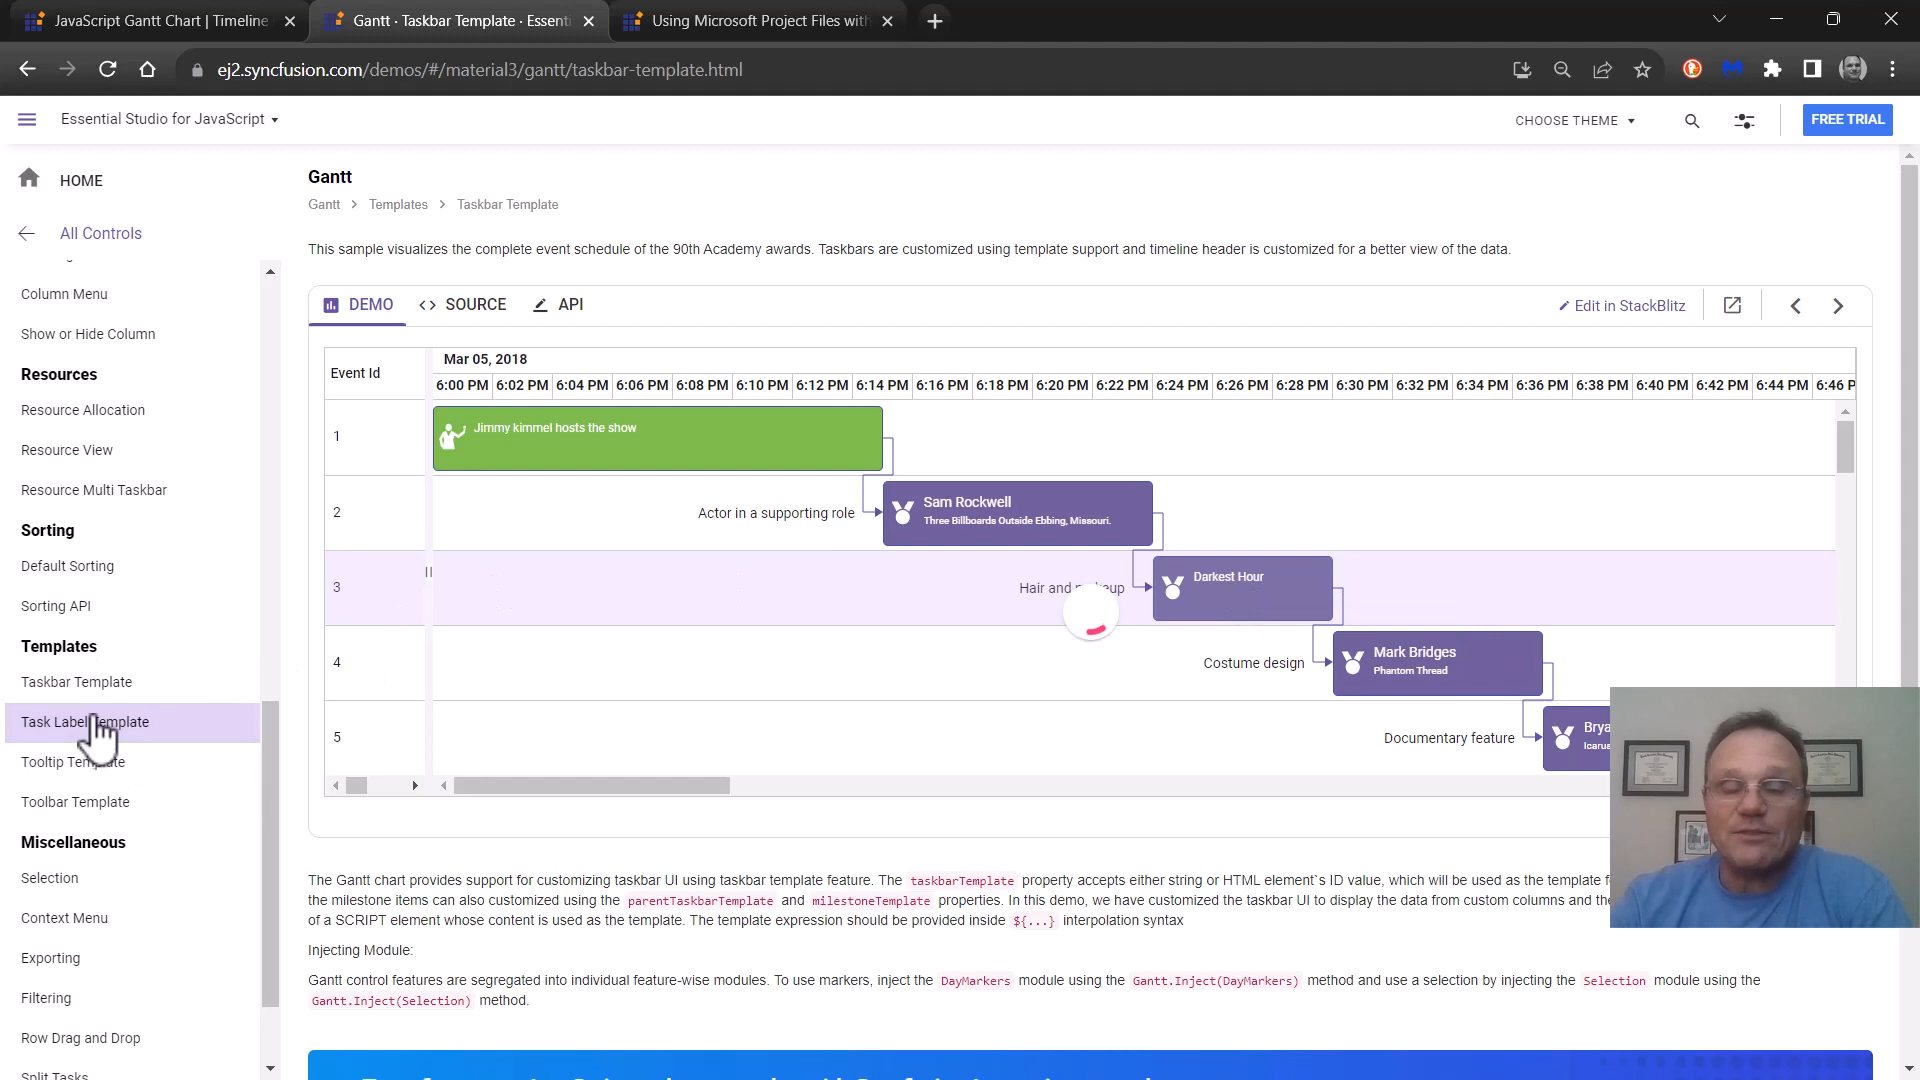 JavaScript Gantt Chart | Timeline
Gantt · Taskbar Template · Essenti
Using Microsoft Project Files with
ej2.syncfusion.com/demos/#/material3/gantt/taskbar-template.html
Essential Studio for JavaScript
CHOOSE THEME
FREE TRIAL
HOME
All Controls
Column Menu
Show or Hide Column
Resources
Resource Allocation
Resource View
Resource Multi Taskbar
Sorting
Default Sorting
Sorting API
Templates
Taskbar Template
Task Label Template
Tooltip Template
Toolbar Template
Miscellaneous
Selection
Context Menu
Exporting
Filtering
Row Drag and Drop
Split Tasks
Gantt
Gantt > Templates > Taskbar Template
This sample visualizes the complete event schedule of the 90th Academy awards. Taskbars are customized using template support and timeline header is customized for a better view of the data.
DEMO <> SOURCE API
Edit in StackBlitz
Event Id
Mar 05, 2018
6:00 PM 6:02 PM 6:04 PM 6:06 PM 6:08 PM 6:10 PM 6:12 PM 6:14 PM 6:16 PM 6:18 PM 6:20 PM 6:22 PM 6:24 PM 6:26 PM 6:28 PM 6:30 PM 6:32 PM 6:34 PM 6:36 PM 6:38 PM 6:40 PM 6:42 PM 6:44 PM 6:46 P
1
Jimmy kimmel hosts the show
2
Actor in a supporting role
Sam Rockwell
Three Billboards Outside Ebbing, Missouri.
3
Hair and makeup
Darkest Hour
4
Costume design
Mark Bridges
Phantom Thread
5
Documentary feature
Brya
Icarus
The Gantt chart provides support for customizing taskbar UI using taskbar template feature. The taskbarTemplate property accepts either string or HTML element`s ID value, which will be used as the template f
the milestone items can also customized using the parentTaskbarTemplate and milestoneTemplate properties. In this demo, we have customized the taskbar UI to display the data from custom columns and the
of a SCRIPT element whose content is used as the template. The template expression should be provided inside ${...} interpolation syntax
Injecting Module:
Gantt control features are segregated into individual feature-wise modules. To use markers, inject the DayMarkers module using the Gantt.Inject(DayMarkers) method and use a selection by injecting the Selection module using the
Gantt.Inject(Selection) method.